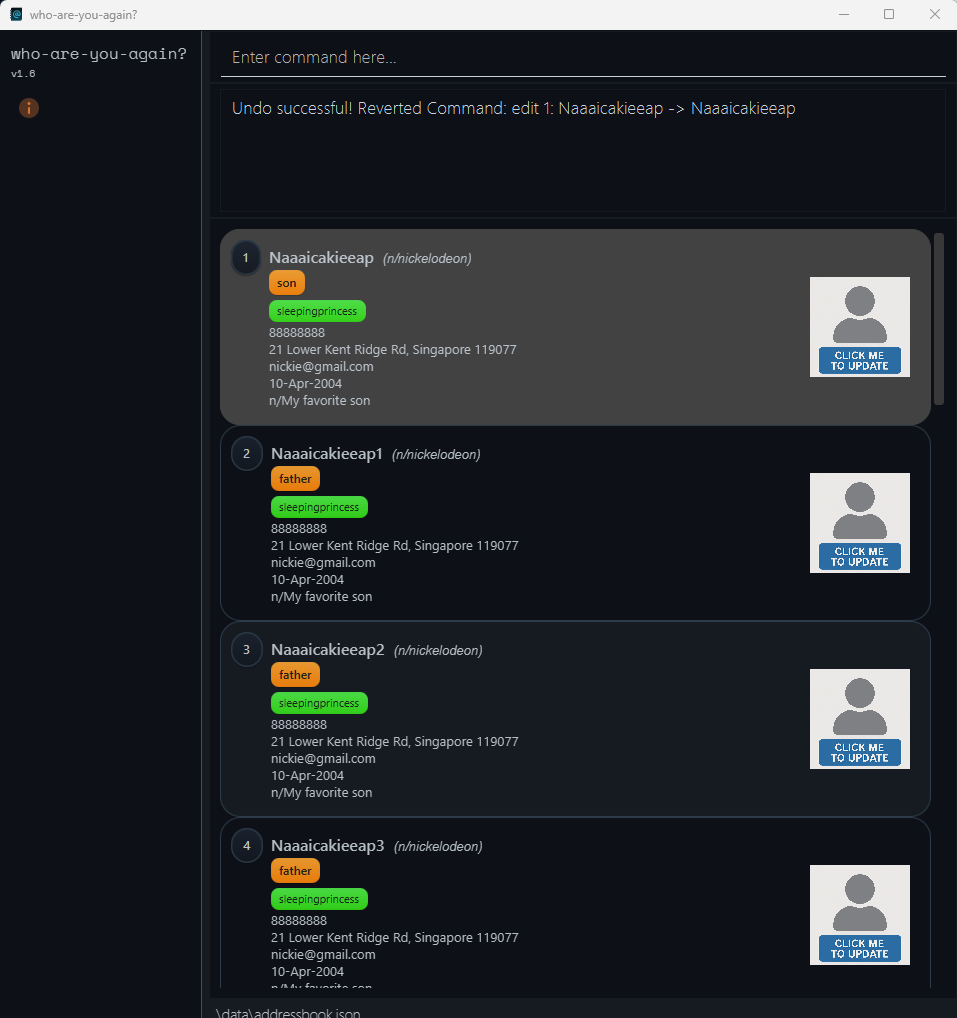 who-are-you-again?
who-are-you-again?
v1.6
Enter command here...
Undo successful! Reverted Command: edit 1: Naaaicakieeap -> Naaaicakieeap
1
Naaaicakieeap (n/nickelodeon)
son
sleepingprincess
88888888
21 Lower Kent Ridge Rd, Singapore 119077
nickie@gmail.com
10-Apr-2004
n/My favorite son
CLICK ME
TO UPDATE
2
Naaaicakieeap1 (n/nickelodeon)
father
sleepingprincess
88888888
21 Lower Kent Ridge Rd, Singapore 119077
nickie@gmail.com
10-Apr-2004
n/My favorite son
CLICK ME
TO UPDATE
3
Naaaicakieeap2 (n/nickelodeon)
father
sleepingprincess
88888888
21 Lower Kent Ridge Rd, Singapore 119077
nickie@gmail.com
10-Apr-2004
n/My favorite son
CLICK ME
TO UPDATE
4
Naaaicakieeap3 (n/nickelodeon)
father
sleepingprincess
88888888
21 Lower Kent Ridge Rd, Singapore 119077
nickie@gmail.com
10-Apr-2004
n/My favorite son
CLICK ME
TO UPDATE
\data\addressbook.json